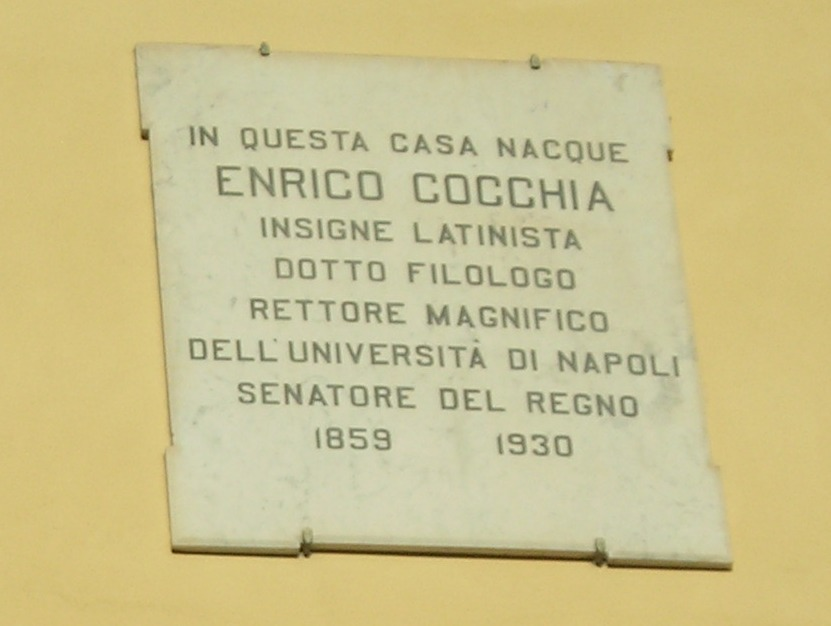 IN QUESTA CASA NACQUE
ENRICO COCCHIA
INSIGNE LATINISTA
DOTTO FILOLOGO
RETTORE MAGNIFICO
DELL'UNIVERSITÀ DI NAPOLI
SENATORE DEL REGNO
1859 1930